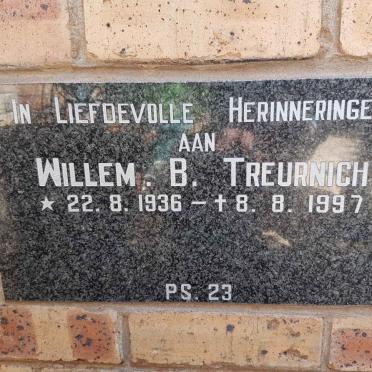 IN LIEFDEVOLLE HERINNERINGE
AAN
WILLEM. B. TREURNICH
* 22. 8. 1936 – † 8. 8. 1997
PS. 23